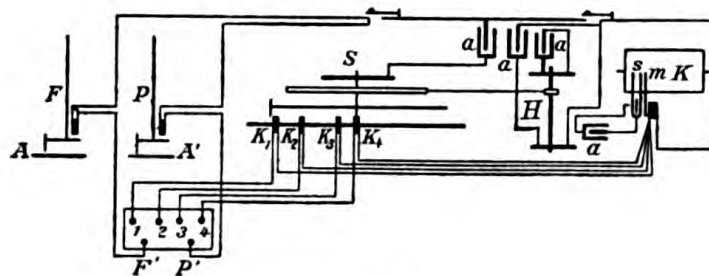 a a a
S s m K
F P H
K₁ K₂ K₃ K₄ a
A A'
1 2 3 4
F' P'